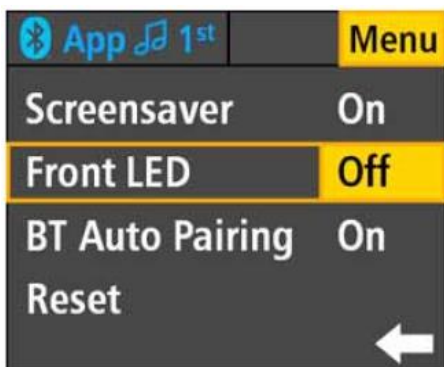 App 1st Menu
Screensaver On
Front LED Off
BT Auto Pairing On
Reset